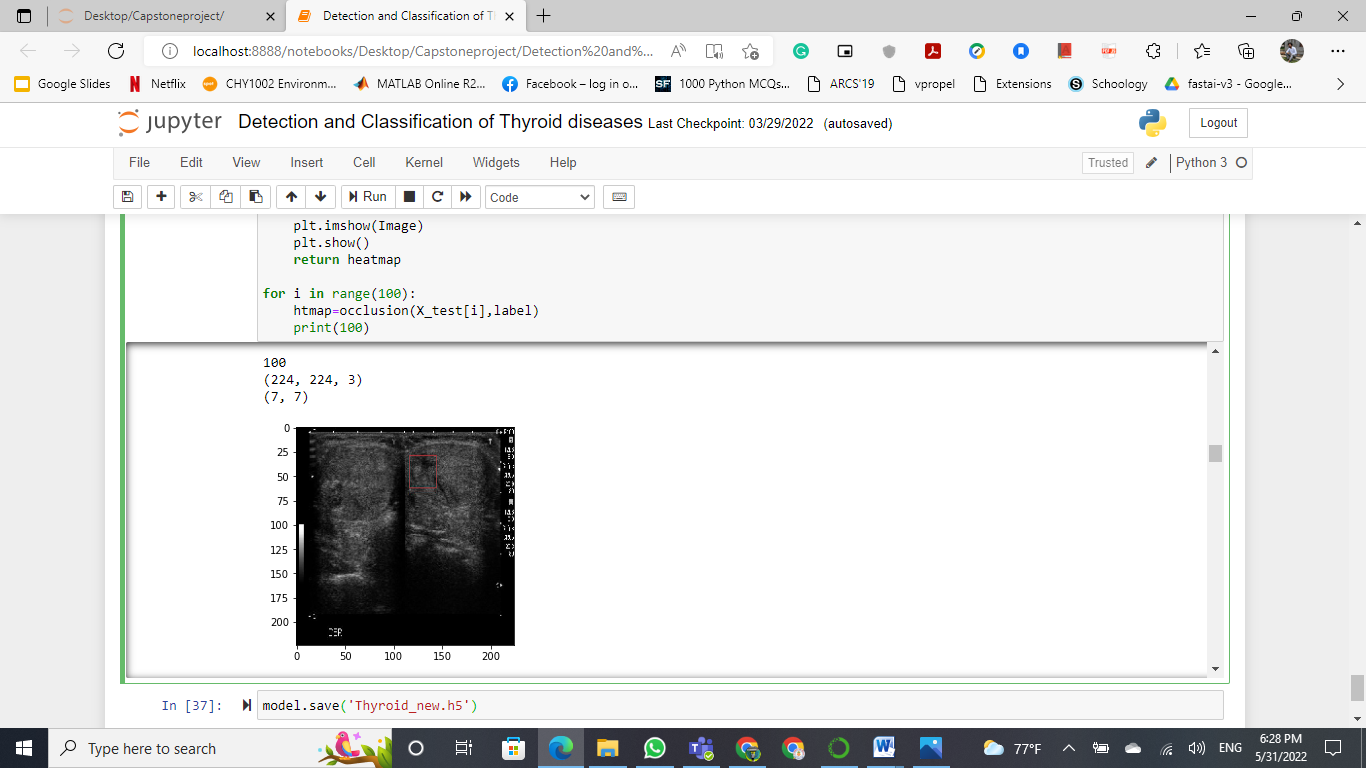 Desktop/Capstoneproject/
Detection and Classification of T
localhost:8888/notebooks/Desktop/Capstoneproject/Detection%20and%...
Google Slides
Netflix
CHY1002 Environm...
MATLAB Online R2...
Facebook – log in o...
SF 1000 Python MCQs...
ARCS'19
vpropel
Extensions
S Schoology
fastai-v3 - Google...
jupyter Detection and Classification of Thyroid diseases Last Checkpoint: 03/29/2022 (autosaved)
Logout
File Edit View Insert Cell Kernel Widgets Help
Trusted
Python 3
Run
Code
plt.imshow(Image)
plt.show()
return heatmap
for i in range(100):
htmap=occlusion(X_test[i],label)
print(100)
100
(224, 224, 3)
(7, 7)
0
25
50
75
100
125
150
175
200
0 50 100 150 200
In [37]:
model.save('Thyroid_new.h5')
Type here to search
77°F
ENG
6:28 PM
5/31/2022